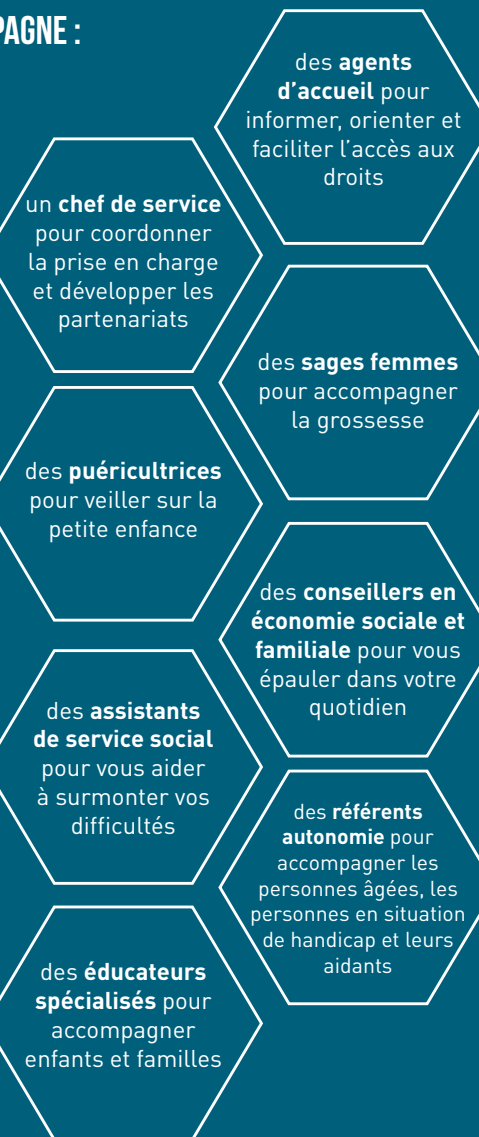 PAGNE :
des agents
d'accueil pour
informer, orienter et
faciliter l'accès aux
droits
un chef de service
pour coordonner
la prise en charge
et développer les
partenariats
des sages femmes
pour accompagner
la grossesse
des puéricultrices
pour veiller sur la
petite enfance
des conseillers en
économie sociale et
familiale pour vous
épauler dans votre
quotidien
des assistants
de service social
pour vous aider
à surmonter vos
difficultés
des référents
autonomie pour
accompagner les
personnes âgées, les
personnes en situation
de handicap et leurs
aidants
des éducateurs
spécialisés pour
accompagner
enfants et familles